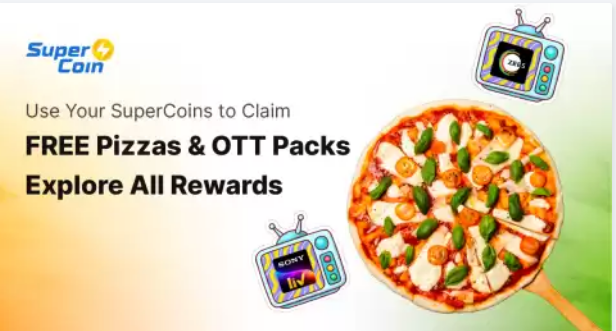 Super
Coin
Use Your SuperCoins to Claim
FREE Pizzas & OTT Packs
Explore All Rewards
ZEE5
SONY
liv